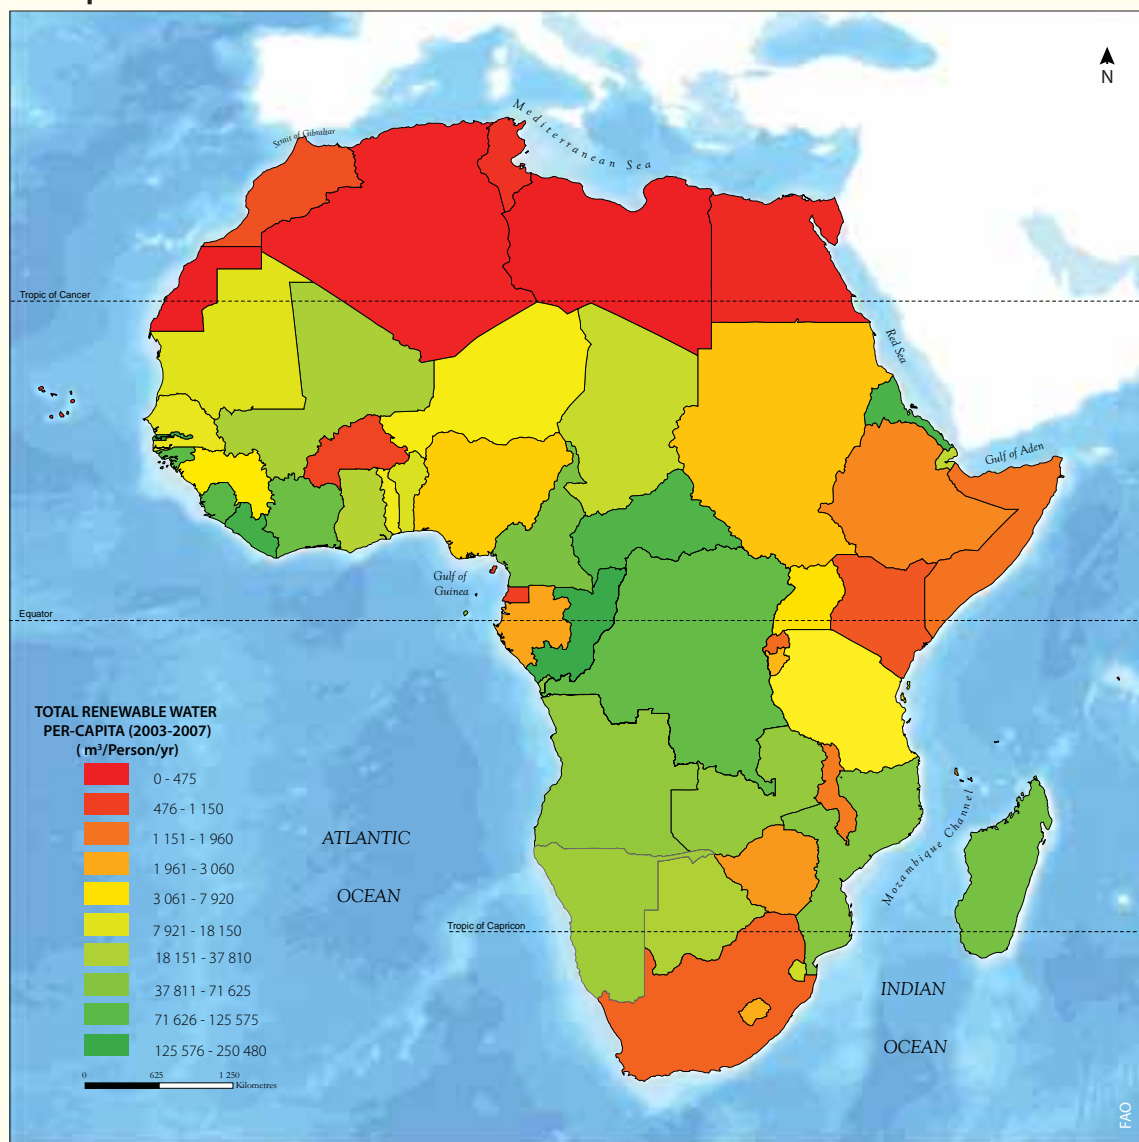 N
Mediterranean Sea
Strait of Gibraltar
Tropic of Cancer
Red Sea
Gulf of Aden
Gulf of
Guinea
Equator
TOTAL RENEWABLE WATER
PER-CAPITA (2003-2007)
( m³/Person/yr)
0 - 475
476 - 1 150
1 151 - 1 960
1 961 - 3 060
3 061 - 7 920
7 921 - 18 150
18 151 - 37 810
37 811 - 71 625
71 626 - 125 575
125 576 - 250 480
0 625 1 250
Kilometres
ATLANTIC
OCEAN
Mozambique Channel
Tropic of Capricon
INDIAN
OCEAN
FAO